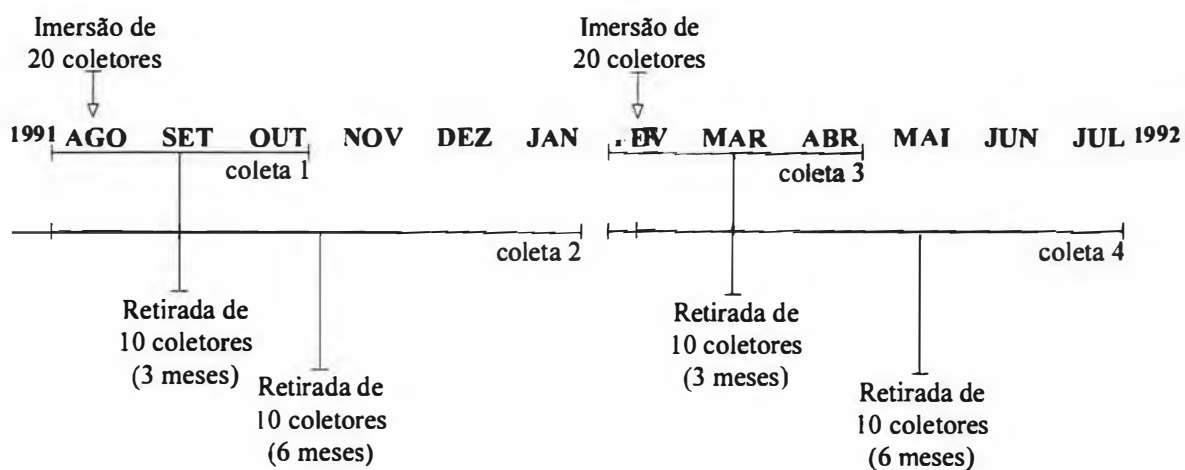 Imersão de
20 coletores
Imersão de
20 coletores
1991 AGO SET OUT NOV DEZ JAN MAR ABR MAI JUN JUL 1992
coleta 1
coleta 3
coleta 2
coleta 4
Retirada de
10 coletores
(3 meses)
Retirada de
10 coletores
(6 meses)
Retirada de
10 coletores
(3 meses)
Retirada de
10 coletores
(6 meses)